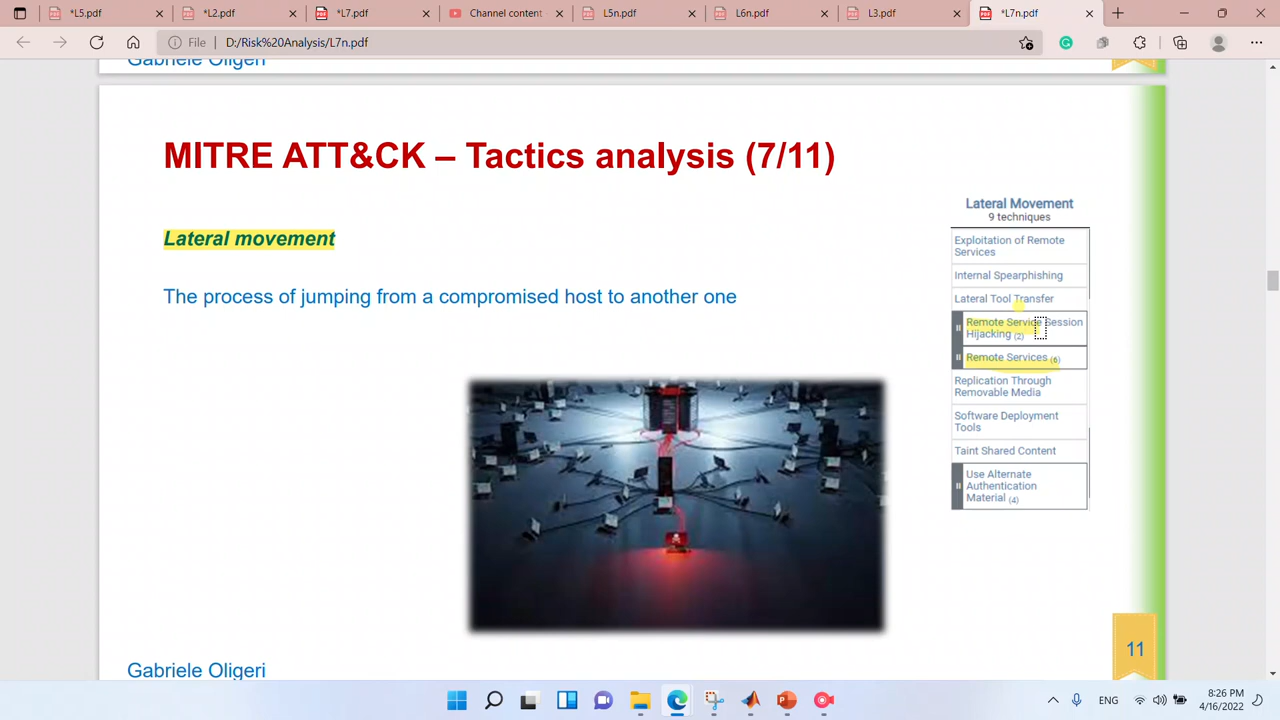 *L5.pdf
*L2.pdf
*L7.pdf
Channel content
L5n.pdf
L6n.pdf
L3.pdf
*L7n.pdf
File
D:/Risk%20Analysis/L7n.pdf
Gabriele Oligeri
MITRE ATT&CK – Tactics analysis (7/11)
Lateral movement
The process of jumping from a compromised host to another one
Lateral Movement
9 techniques
Exploitation of Remote
Services
Internal Spearphishing
Lateral Tool Transfer
Remote Service Session
Hijacking (2)
Remote Services (6)
Replication Through
Removable Media
Software Deployment
Tools
Taint Shared Content
Use Alternate
Authentication
Material (4)
11
Gabriele Oligeri
ENG
8:26 PM
4/16/2022